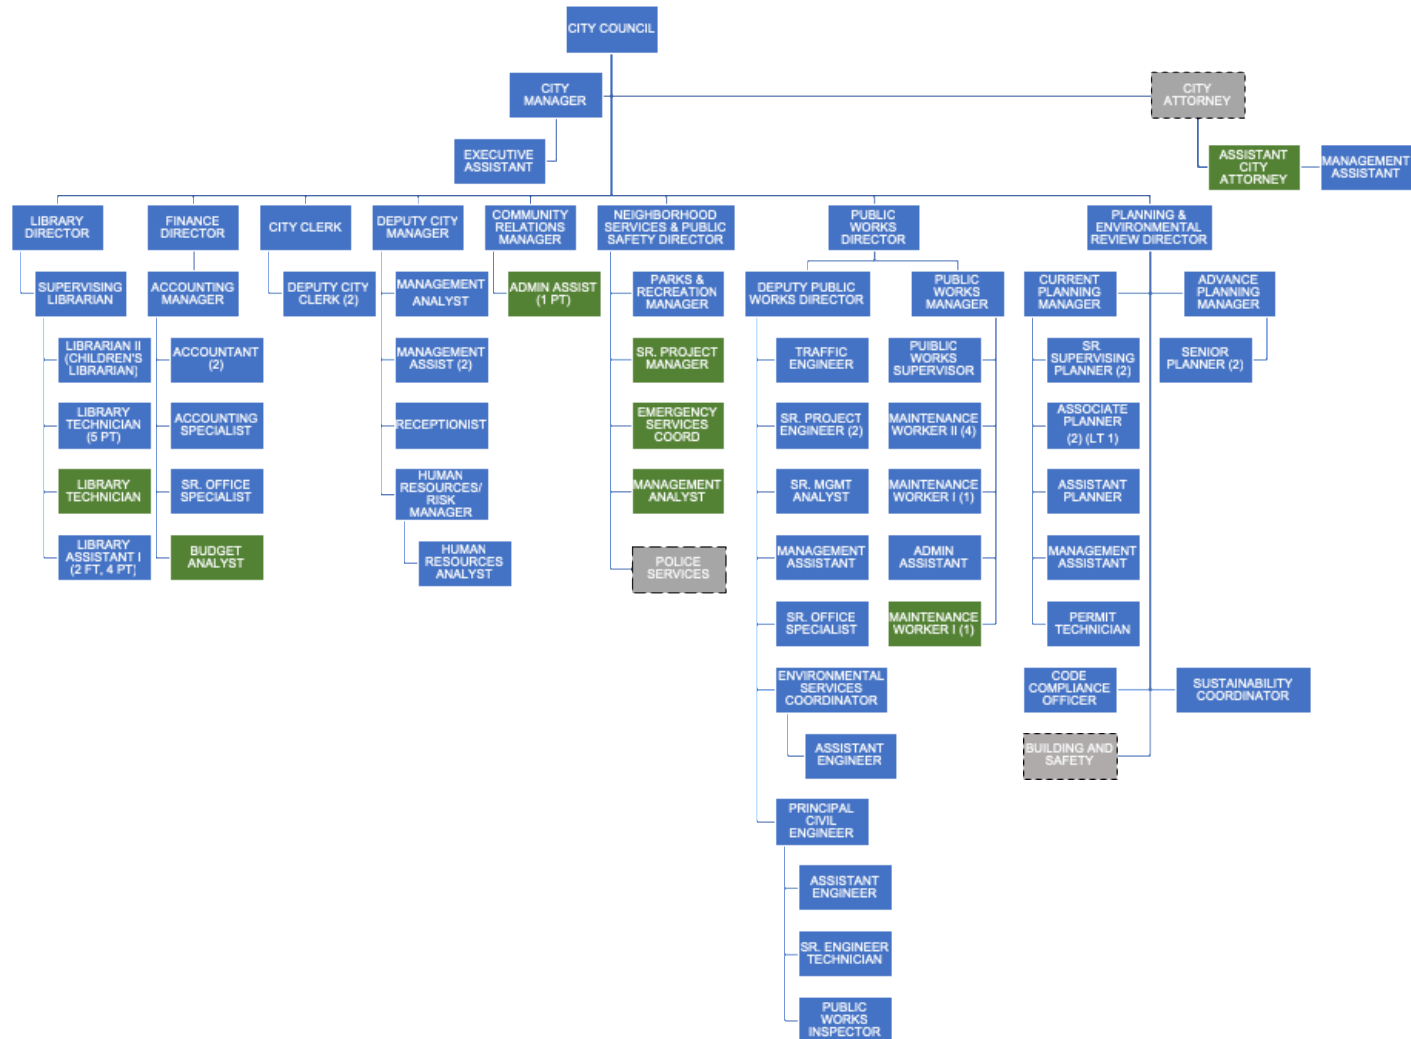 CITY COUNCIL
CITY
MANAGER
CITY
ATTORNEY
EXECUTIVE
ASSISTANT
ASSISTANT
CITY
ATTORNEY
MANAGEMENT
ASSISTANT
LIBRARY
DIRECTOR
FINANCE
DIRECTOR
CITY CLERK
DEPUTY CITY
MANAGER
COMMUNITY
RELATIONS
MANAGER
NEIGHBORHOOD
SERVICES & PUBLIC
SAFETY DIRECTOR
PUBLIC
WORKS
DIRECTOR
PLANNING &
ENVIRONMENTAL
REVIEW DIRECTOR
SUPERVISING
LIBRARIAN
LIBRARIAN II
(CHILDREN'S
LIBRARIAN)
LIBRARY
TECHNICIAN
(5 PT)
LIBRARY
TECHNICIAN
LIBRARY
ASSISTANT I
(2 FT, 4 PT)
ACCOUNTING
MANAGER
ACCOUNTANT
(2)
ACCOUNTING
SPECIALIST
SR. OFFICE
SPECIALIST
BUDGET
ANALYST
DEPUTY CITY
CLERK (2)
MANAGEMENT
ANALYST
MANAGEMENT
ASSIST (2)
RECEPTIONIST
HUMAN
RESOURCES/
RISK
MANAGER
HUMAN
RESOURCES
ANALYST
ADMIN ASSIST
(1 PT)
PARKS &
RECREATION
MANAGER
SR. PROJECT
MANAGER
EMERGENCY
SERVICES
COORD
MANAGEMENT
ANALYST
POLICE
SERVICES
DEPUTY PUBLIC
WORKS DIRECTOR
TRAFFIC
ENGINEER
SR. PROJECT
ENGINEER (2)
SR. MGMT
ANALYST
MANAGEMENT
ASSISTANT
SR. OFFICE
SPECIALIST
ENVIRONMENTAL
SERVICES
COORDINATOR
ASSISTANT
ENGINEER
PRINCIPAL
CIVIL
ENGINEER
ASSISTANT
ENGINEER
SR. ENGINEER
TECHNICIAN
PUBLIC
WORKS
INSPECTOR
PUBLIC
WORKS
MANAGER
PUIBLIC
WORKS
SUPERVISOR
MAINTENANCE
WORKER II (4)
MAINTENANCE
WORKER I (1)
ADMIN
ASSISTANT
MAINTENANCE
WORKER I (1)
CURRENT
PLANNING
MANAGER
SR.
SUPERVISING
PLANNER (2)
ASSOCIATE
PLANNER
(2) (LT 1)
ASSISTANT
PLANNER
MANAGEMENT
ASSISTANT
PERMIT
TECHNICIAN
CODE
COMPLIANCE
OFFICER
BUILDING AND
SAFETY
ADVANCE
PLANNING
MANAGER
SENIOR
PLANNER (2)
SUSTAINABILITY
COORDINATOR